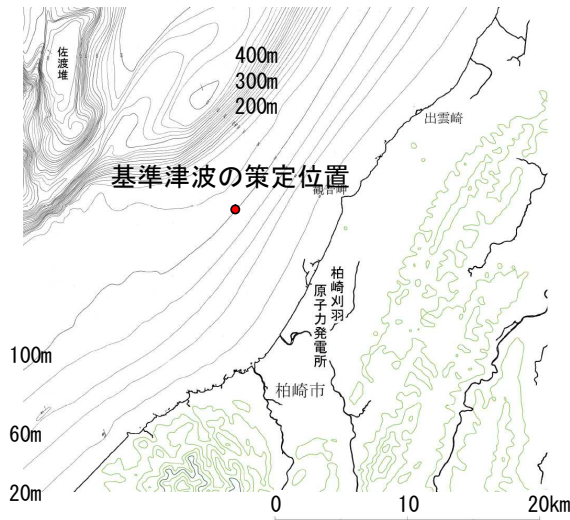 佐渡堆
400m
300m
200m
出雲崎
基準津波の策定位置
観音岬
柏崎刈羽
原子力発電所
100m
柏崎市
60m
20m
0 10 20km